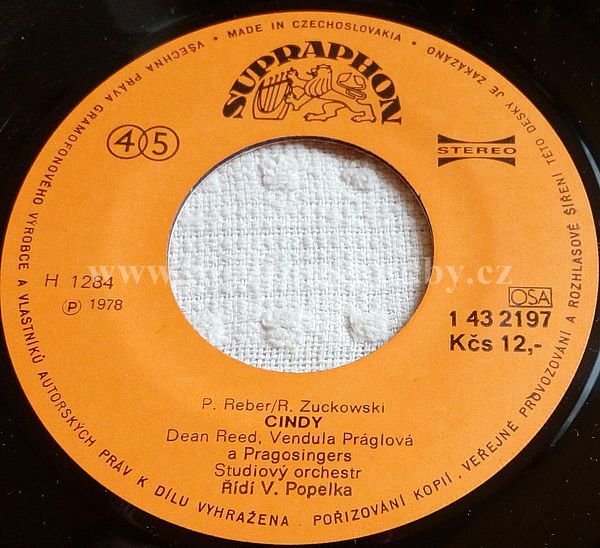 VŠECHNA PRÁVA GRAMOFONOVÉHO VÝROBCE A VLASTNÍKŮ AUTORSKÝCH PRÁV K DÍLU VYHRAŽENA. POŘIZOVÁNÍ KOPIÍ, VEŘEJNÉ PROVOZOVÁNÍ A ROZHLASOVÉ ŠÍŘENÍ TÉTO DESKY JE ZAKÁZÁNO • MADE IN CZECHOSLOVAKIA •
SUPRAPHON
45
STEREO
H 1284
Ⓟ 1978
OSA
1 43 2197
Kčs 12,-
P. Reber/R. Zuckowski
CINDY
Dean Reed, Vendula Práglová
a Pragosingers
Studiový orchestr
Řídí V. Popelka